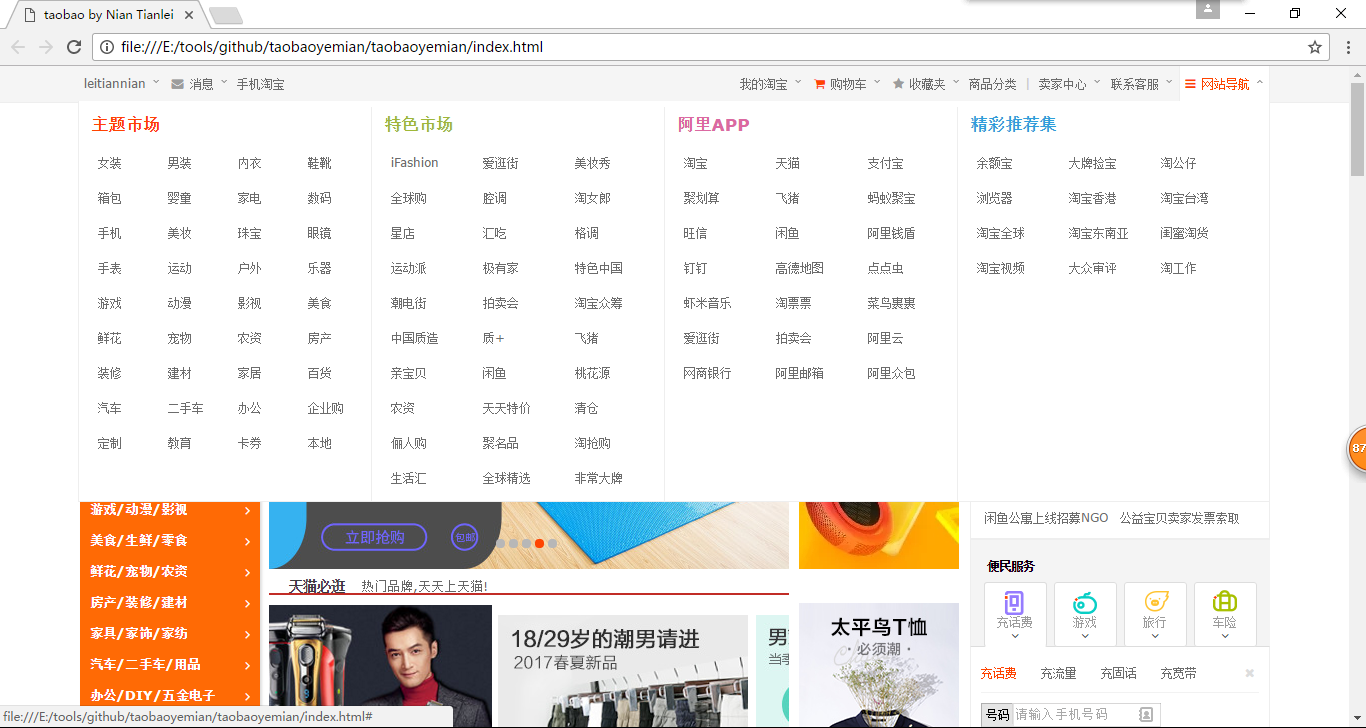 taobao by Nian Tianlei
file:///E:/tools/github/taobaoyemian/taobaoyemian/index.html
leitiannian 消息 手机淘宝 我的淘宝 购物车 收藏夹 商品分类 | 卖家中心 联系客服 网站导航
主题市场 特色市场 阿里APP 精彩推荐集
女装 男装 内衣 鞋靴 iFashion 爱逛街 美妆秀 淘宝 天猫 支付宝 余额宝 大牌捡宝 淘公仔
箱包 婴童 家电 数码 全球购 腔调 淘女郎 聚划算 飞猪 蚂蚁聚宝 浏览器 淘宝香港 淘宝台湾
手机 美妆 珠宝 眼镜 星店 汇吃 格调 旺信 闲鱼 阿里钱盾 淘宝全球 淘宝东南亚 闺蜜淘货
手表 运动 户外 乐器 运动派 极有家 特色中国 钉钉 高德地图 点点虫 淘宝视频 大众审评 淘工作
游戏 动漫 影视 美食 潮电街 拍卖会 淘宝众筹 虾米音乐 淘票票 菜鸟裹裹
鲜花 宠物 农资 房产 中国质造 质+ 飞猪 爱逛街 拍卖会 阿里云
装修 建材 家居 百货 亲宝贝 闲鱼 桃花源 网商银行 阿里邮箱 阿里众包
汽车 二手车 办公 企业购 农资 天天特价 清仓
定制 教育 卡券 本地 俪人购 聚名品 淘抢购
生活汇 全球精选 非常大牌
87
游戏/动漫/影视
美食/生鲜/零食
鲜花/宠物/农资
房产/装修/建材
家具/家饰/家纺
汽车/二手车/用品
办公/DIY/五金电子
立即抢购 包邮
天猫必逛 热门品牌,天天上天猫!
18/29岁的潮男请进
2017春夏新品
男
当季
太平鸟T恤
·必须潮·
闲鱼公寓上线招募NGO 公益宝贝卖家发票索取
便民服务
充话费 游戏 旅行 车险
充话费 充流量 充固话 充宽带
号码 请输入手机号码
file:///E:/tools/github/taobaoyemian/taobaoyemian/index.html#